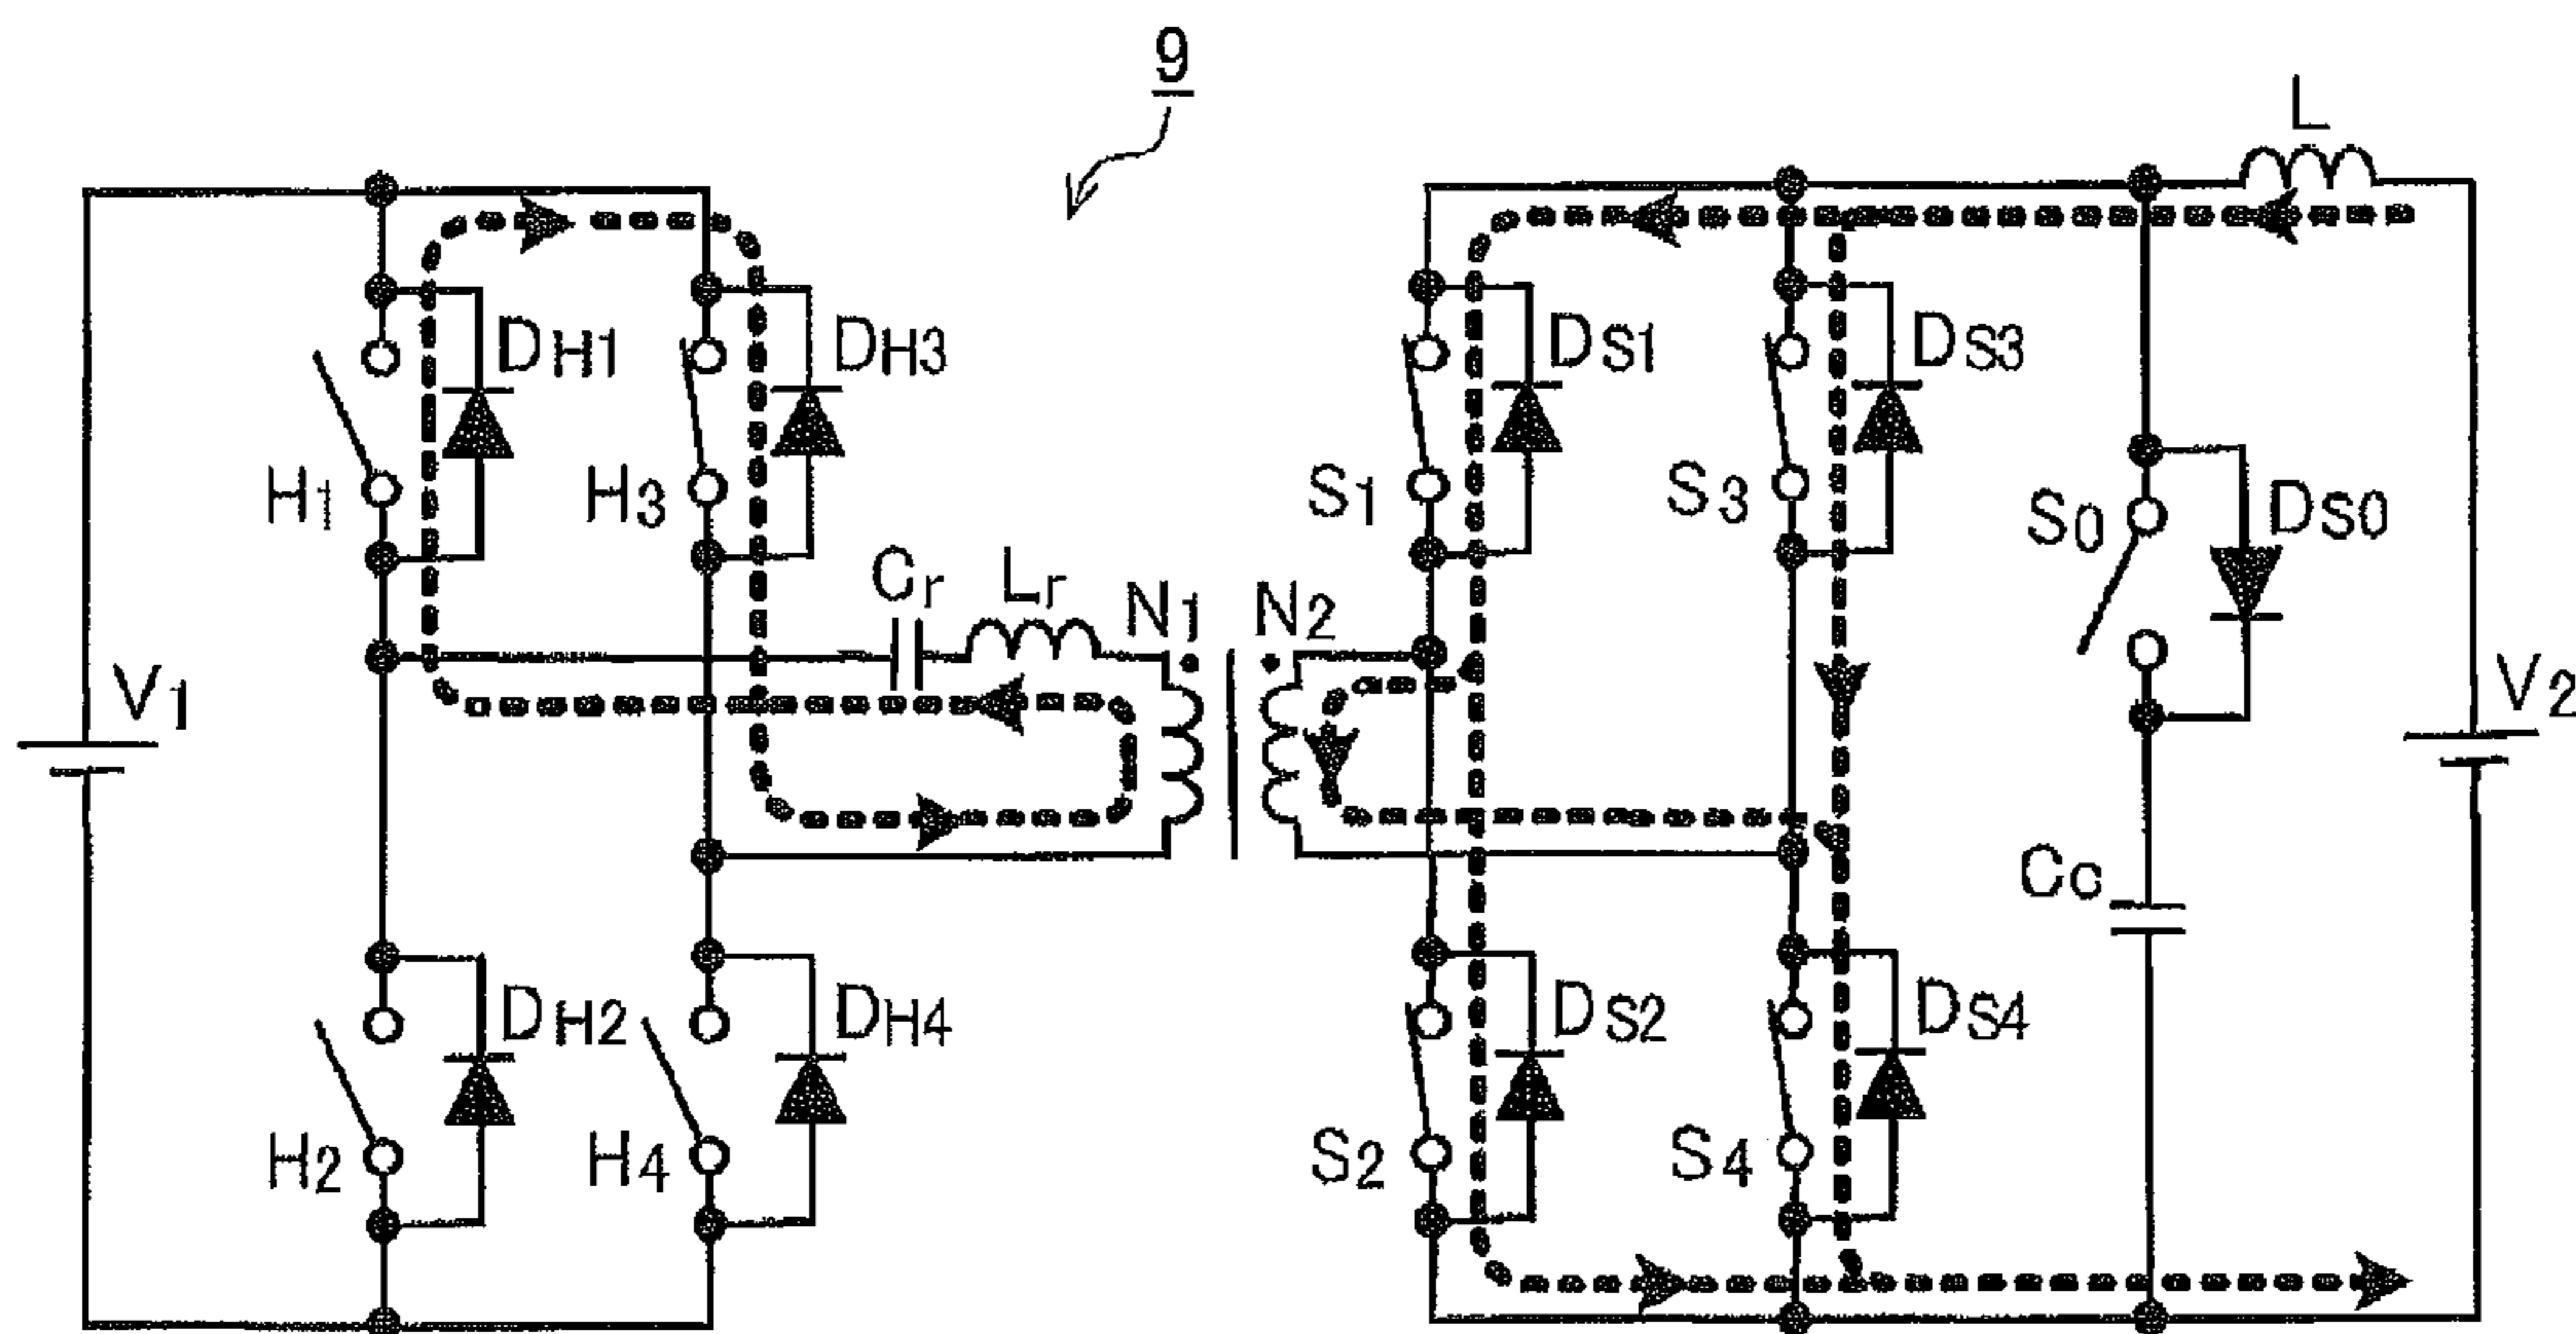 9
L
DH1
DH3
DS1
DS3
H1
H3
S1
S3
S0
DS0
Cr
Lr
N1
N2
V1
V2
Cc
DH2
DH4
DS2
DS4
H2
H4
S2
S4